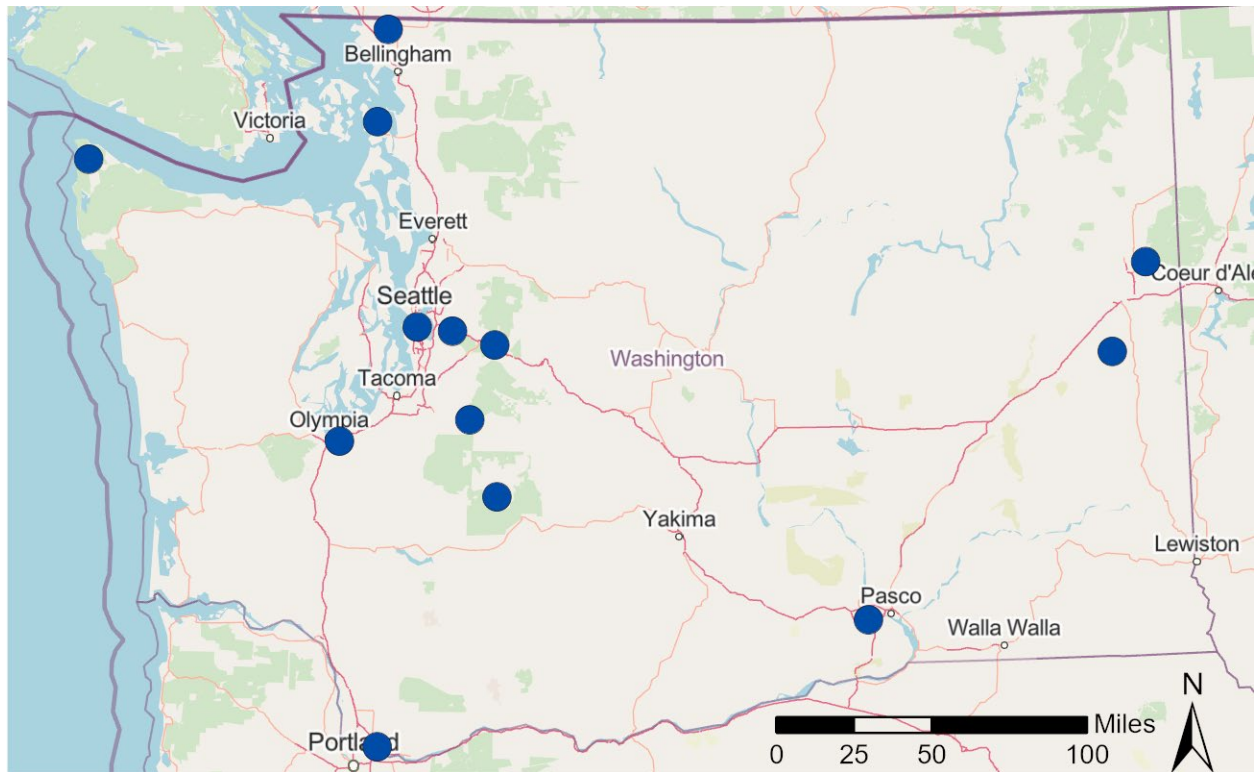 Bellingham
Victoria
Everett
Coeur d'Ale
Seattle
Washington
Tacoma
Olympia
Yakima
Lewiston
Pasco
Walla Walla
N
Miles
Portland
0 25 50 100